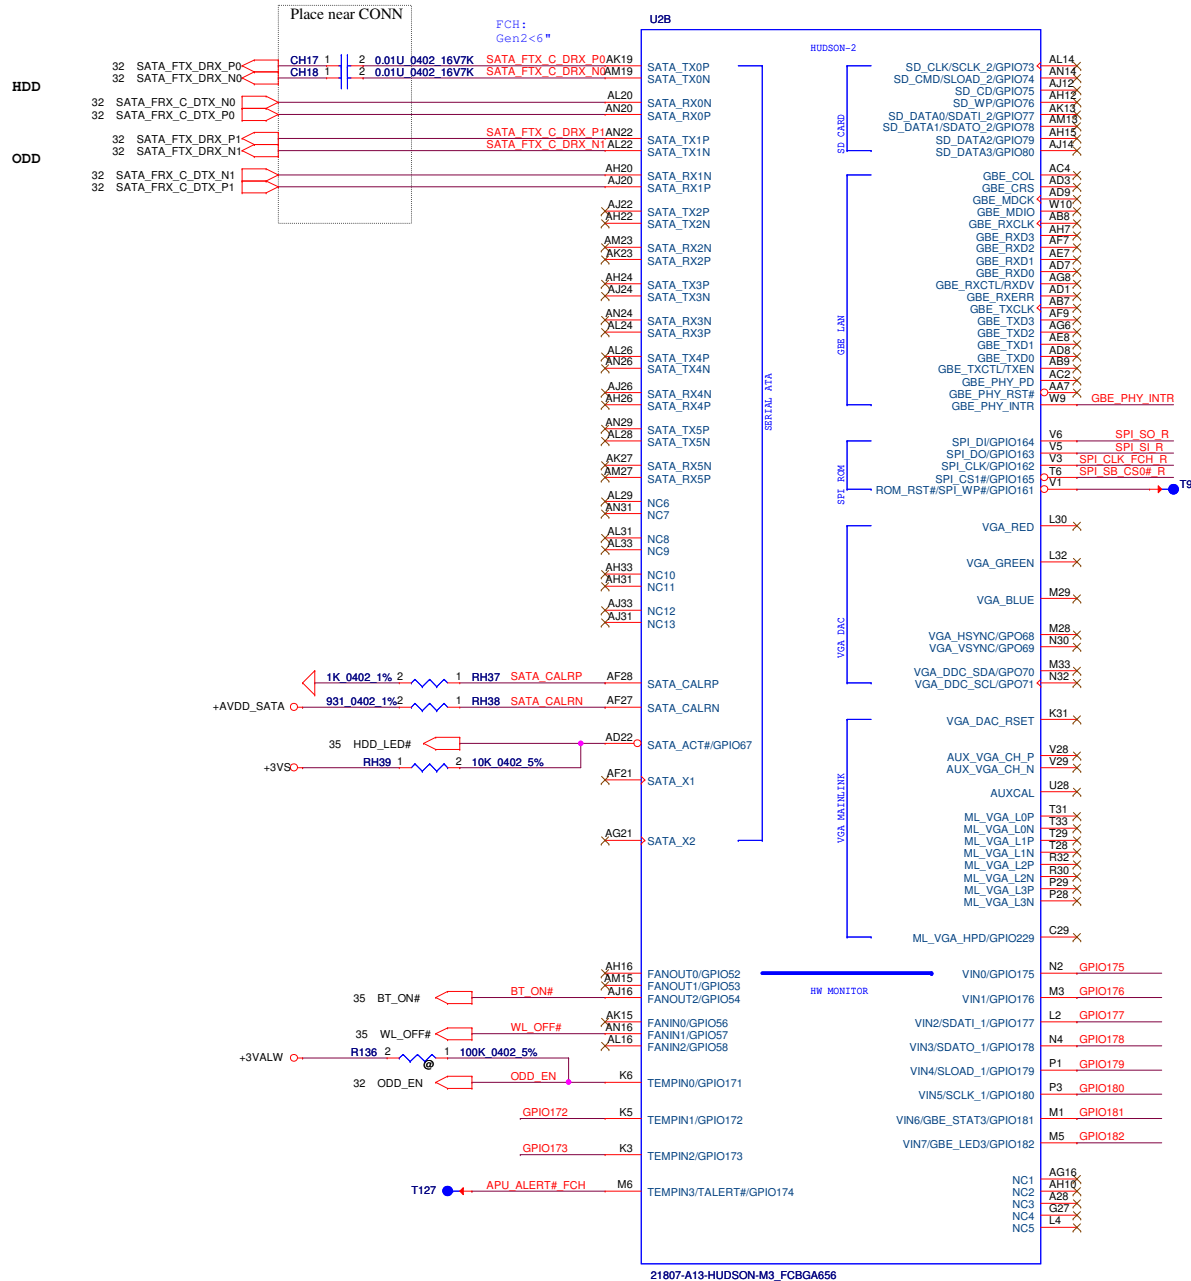 Place near CONN
FCH:
Gen2<6"
U2B
HUDSON-2
HDD
32 SATA_FTX_DRX_P0 CH17 1 2 0.01U_0402_16V7K SATA_FTX_C_DRX_P0 AK19 SATA_TX0P
32 SATA_FTX_DRX_N0 CH18 1 2 0.01U_0402_16V7K SATA_FTX_C_DRX_N0 AM19 SATA_TX0N
32 SATA_FRX_C_DTX_N0 AL20 SATA_RX0N
32 SATA_FRX_C_DTX_P0 AN20 SATA_RX0P
ODD
32 SATA_FTX_DRX_P1 SATA_FTX_C_DRX_P1 AN22 SATA_TX1P
32 SATA_FTX_DRX_N1 SATA_FTX_C_DRX_N1 AL22 SATA_TX1N
32 SATA_FRX_C_DTX_N1 AH20 SATA_RX1N
32 SATA_FRX_C_DTX_P1 AJ20 SATA_RX1P
AJ22 SATA_TX2P
AH22 SATA_TX2N
AM23 SATA_RX2N
AK23 SATA_RX2P
AH24 SATA_TX3P
AJ24 SATA_TX3N
AN24 SATA_RX3N
AL24 SATA_RX3P
AL26 SATA_TX4P
AN26 SATA_TX4N
AJ26 SATA_RX4N
AH26 SATA_RX4P
AN29 SATA_TX5P
AL28 SATA_TX5N
AK27 SATA_RX5N
AM27 SATA_RX5P
AL29 NC6
AN31 NC7
AL31 NC8
AL33 NC9
AH33 NC10
AH31 NC11
AJ33 NC12
AJ31 NC13
1K_0402_1% 2 1 RH37 SATA_CALRP AF28 SATA_CALRP
+AVDD_SATA 931_0402_1% 2 1 RH38 SATA_CALRN AF27 SATA_CALRN
35 HDD_LED# AD22 SATA_ACT#/GPIO67
+3VS RH39 1 2 10K_0402_5%
AF21 SATA_X1
AG21 SATA_X2
SERIAL ATA
AH16 FANOUT0/GPIO52
AM15 FANOUT1/GPIO53
35 BT_ON# BT_ON# AJ16 FANOUT2/GPIO54
AK15 FANIN0/GPIO56
35 WL_OFF# WL_OFF# AN16 FANIN1/GPIO57
AL16 FANIN2/GPIO58
+3VALW R136 2 1 100K_0402_5%
@
32 ODD_EN ODD_EN K6 TEMPIN0/GPIO171
GPIO172 K5 TEMPIN1/GPIO172
GPIO173 K3 TEMPIN2/GPIO173
T127 APU_ALERT#_FCH M6 TEMPIN3/TALERT#/GPIO174
SD CARD
SD_CLK/SCLK_2/GPIO73 AL14
SD_CMD/SLOAD_2/GPIO74 AN14
SD_CD/GPIO75 AJ12
SD_WP/GPIO76 AH12
SD_DATA0/SDATI_2/GPIO77 AK13
SD_DATA1/SDATO_2/GPIO78 AM13
SD_DATA2/GPIO79 AH15
SD_DATA3/GPIO80 AJ14
GBE LAN
GBE_COL AC4
GBE_CRS AD3
GBE_MDCK AD9
GBE_MDIO W10
GBE_RXCLK AB8
GBE_RXD3 AH7
GBE_RXD2 AF7
GBE_RXD1 AE7
GBE_RXD0 AD7
GBE_RXCTL/RXDV AG8
GBE_RXERR AD1
GBE_TXCLK AB7
GBE_TXD3 AF9
GBE_TXD2 AG6
GBE_TXD1 AE8
GBE_TXD0 AD8
GBE_TXCTL/TXEN AB9
GBE_PHY_PD AC2
GBE_PHY_RST# AA7
GBE_PHY_INTR W9 GBE_PHY_INTR
SPI ROM
SPI_DI/GPIO164 V6 SPI_SO_R
SPI_DO/GPIO163 V5 SPI_SI_R
SPI_CLK/GPIO162 V3 SPI_CLK_FCH_R
SPI_CS1#/GPIO165 T6 SPI_SB_CS0#_R
ROM_RST#/SPI_WP#/GPIO161 V1 T9
VGA DAC
VGA_RED L30
VGA_GREEN L32
VGA_BLUE M29
VGA_HSYNC/GPO68 M28
VGA_VSYNC/GPO69 N30
VGA_DDC_SDA/GPO70 M33
VGA_DDC_SCL/GPO71 N32
VGA MAINLINK
VGA_DAC_RSET K31
AUX_VGA_CH_P V28
AUX_VGA_CH_N V29
AUXCAL U28
ML_VGA_L0P T31
ML_VGA_L0N T33
ML_VGA_L1P T29
ML_VGA_L1N T28
ML_VGA_L2P R32
ML_VGA_L2N R30
ML_VGA_L3P P29
ML_VGA_L3N P28
ML_VGA_HPD/GPIO229 C29
HW MONITOR
VIN0/GPIO175 N2 GPIO175
VIN1/GPIO176 M3 GPIO176
VIN2/SDATI_1/GPIO177 L2 GPIO177
VIN3/SDATO_1/GPIO178 N4 GPIO178
VIN4/SLOAD_1/GPIO179 P1 GPIO179
VIN5/SCLK_1/GPIO180 P3 GPIO180
VIN6/GBE_STAT3/GPIO181 M1 GPIO181
VIN7/GBE_LED3/GPIO182 M5 GPIO182
NC1 AG16
NC2 AH10
NC3 A28
NC4 G27
NC5 L4
21807-A13-HUDSON-M3_FCBGA656